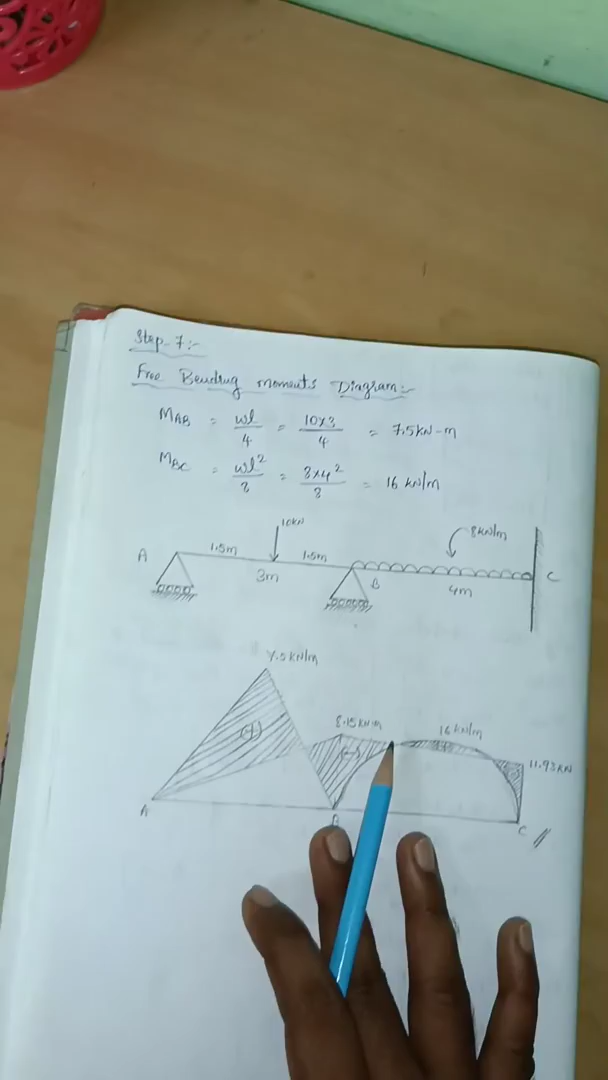 Step-7:-
Free Bending moments Diagram:-
MAB = wl/4 = 10×3/4 = 7.5kN-m
MBC = wl²/8 = 8×4²/8 = 16 kN/m
10kN
8kN/m
A 1.5m 1.5m C
3m B 4m
7.5kN/m
8.15kN-m 16kN/m
(+) (-) 11.93kN
A B C